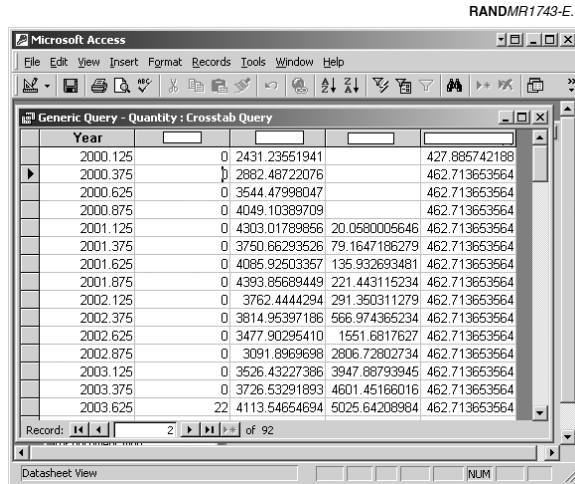 RANDMR1743-E.
Microsoft Access
File Edit View Insert Format Records Tools Window Help
Generic Query - Quantity : Crosstab Query
Year
2000.125 0 2431.23551941 427.885742188
2000.375 0 2882.48722076 462.713653564
2000.625 0 3544.47998047 462.713653564
2000.875 0 4049.10389709 462.713653564
2001.125 0 4303.01789856 20.0580005646 462.713653564
2001.375 0 3750.66293526 79.1647186279 462.713653564
2001.625 0 4085.92503357 135.932693481 462.713653564
2001.875 0 4393.85689449 221.443115234 462.713653564
2002.125 0 3762.4444294 291.350311279 462.713653564
2002.375 0 3814.95397186 566.974365234 462.713653564
2002.625 0 3477.90295410 1551.6817627 462.713653564
2002.875 0 3091.8969698 2806.72802734 462.713653564
2003.125 0 3526.43227386 3947.88793945 462.713653564
2003.375 0 3726.53291893 4601.45166016 462.713653564
2003.625 22 4113.54654694 5025.64208984 462.713653564
Record: 2 of 92
Datasheet View NUM